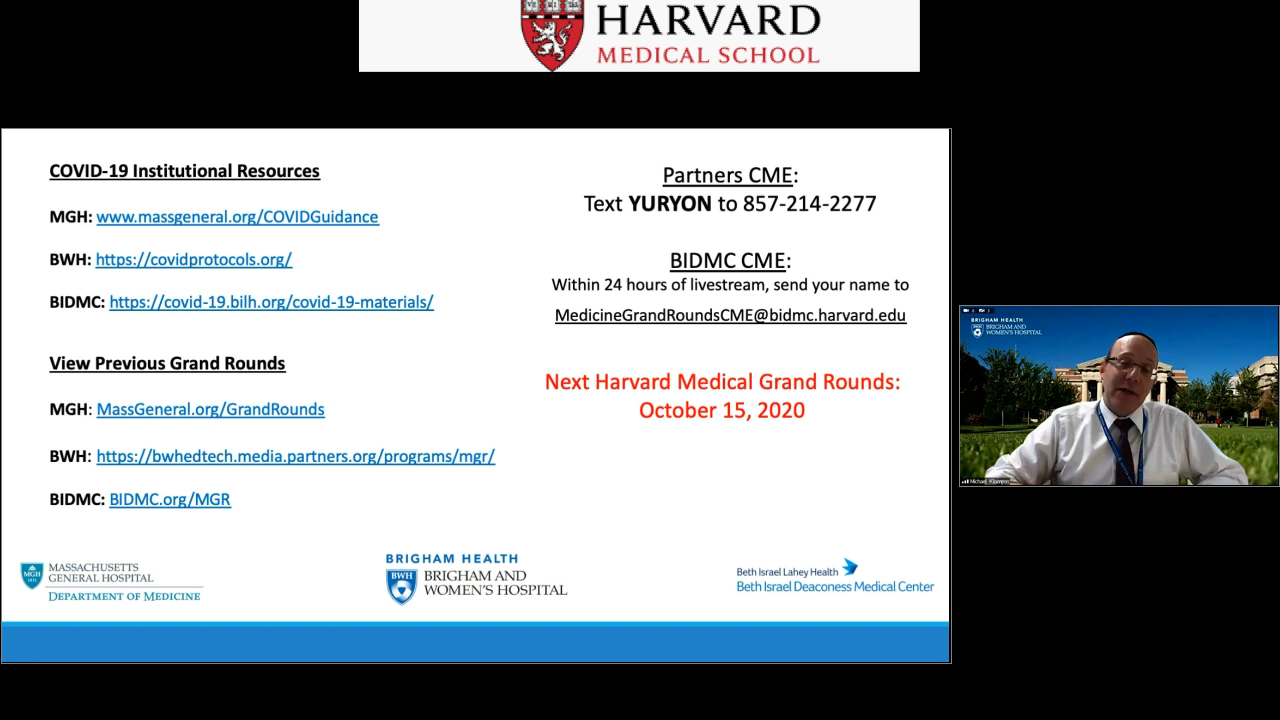 HARVARD
MEDICAL SCHOOL
COVID-19 Institutional Resources
MGH: www.massgeneral.org/COVIDGuidance
BWH: https://covidprotocols.org/
BIDMC: https://covid-19.bilh.org/covid-19-materials/
View Previous Grand Rounds
MGH: MassGeneral.org/GrandRounds
BWH: https://bwhedtech.media.partners.org/programs/mgr/
BIDMC: BIDMC.org/MGR
Partners CME:
Text YURYON to 857-214-2277
BIDMC CME:
Within 24 hours of livestream, send your name to
MedicineGrandRoundsCME@bidmc.harvard.edu
Next Harvard Medical Grand Rounds:
October 15, 2020
MGH
1811
MASSACHUSETTS
GENERAL HOSPITAL
DEPARTMENT OF MEDICINE
BRIGHAM HEALTH
BWH
BRIGHAM AND
WOMEN'S HOSPITAL
Beth Israel Lahey Health
Beth Israel Deaconess Medical Center
BRIGHAM HEALTH
BRIGHAM AND
WOMEN'S HOSPITAL
Michael Klompas